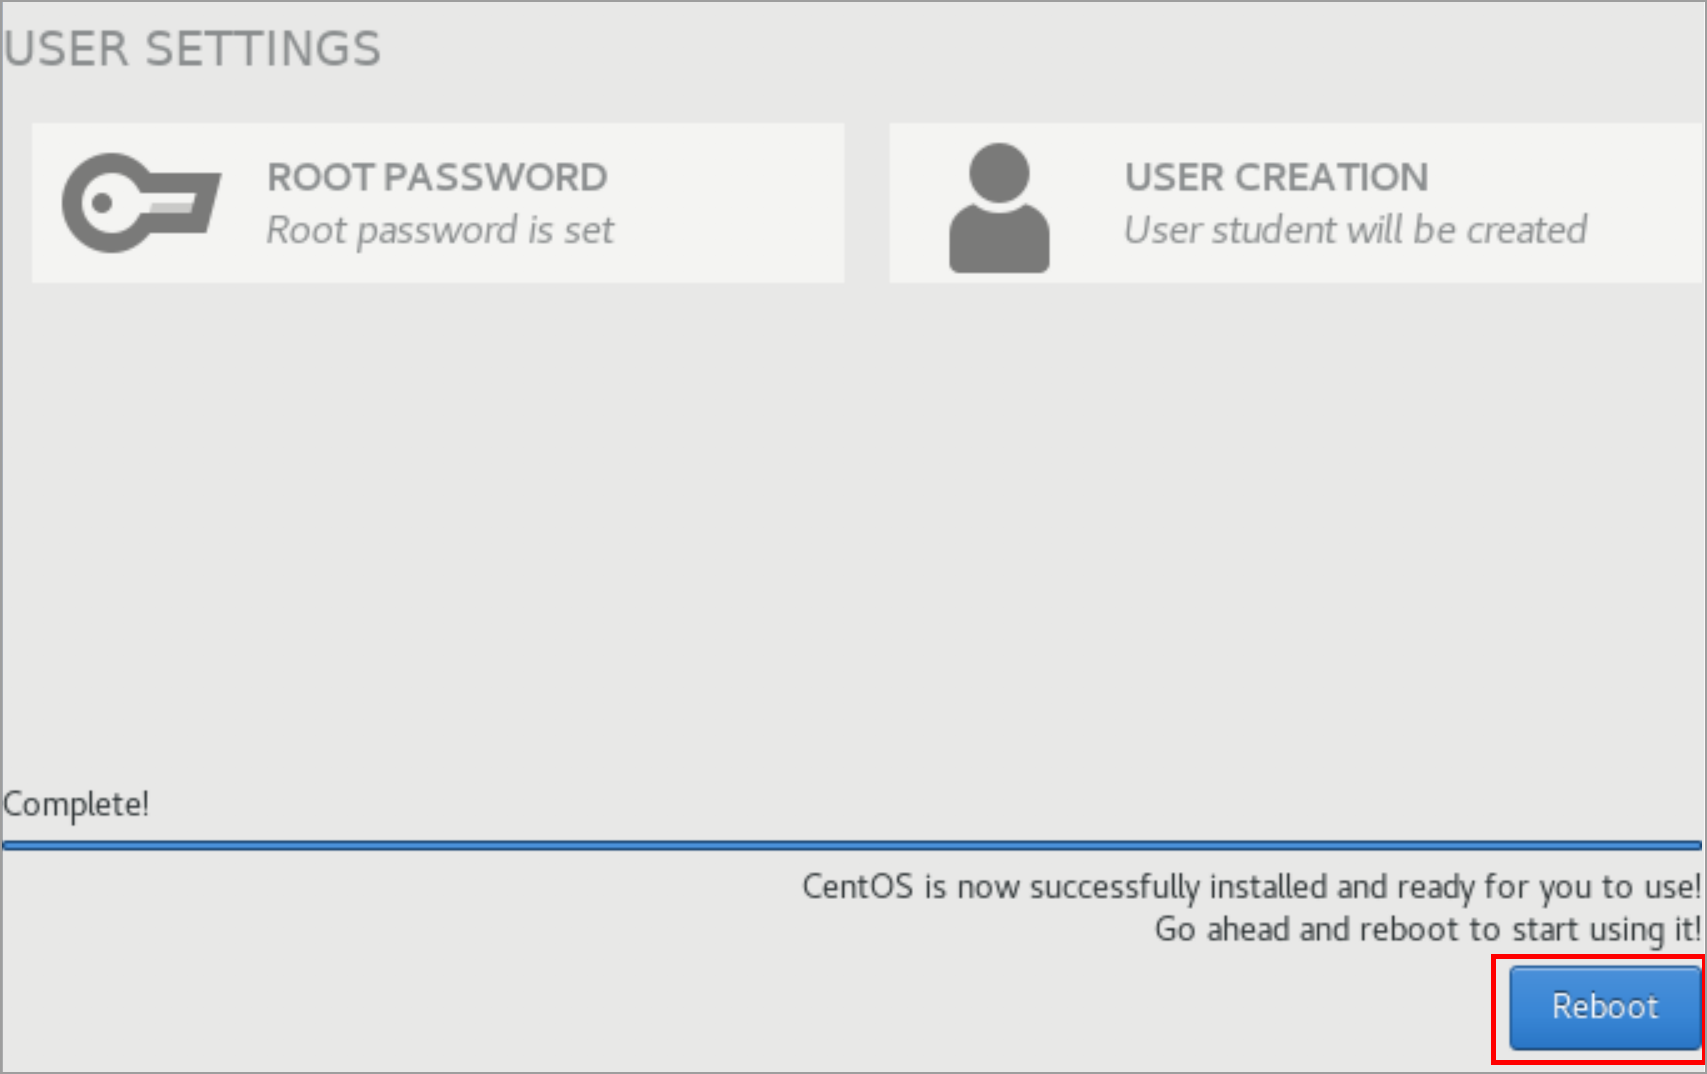 USER SETTINGS
ROOT PASSWORD
Root password is set
USER CREATION
User student will be created
Complete!
CentOS is now successfully installed and ready for you to use!
Go ahead and reboot to start using it!
Reboot